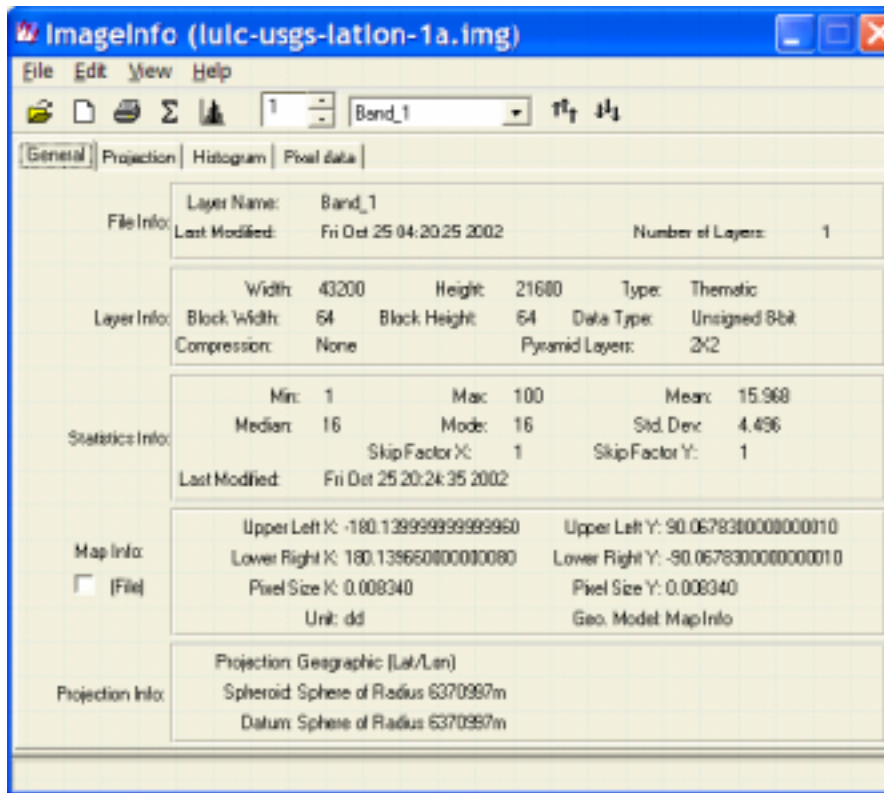 ImageInfo (lulc-usgs-latlon-1a.img)
File Edit View Help
Σ 1 Band_1
General Projection Histogram Pixel data
File Info: Layer Name: Band_1
Last Modified: Fri Oct 25 04:20:25 2002 Number of Layers: 1
Width: 43200 Height: 21600 Type: Thematic
Layer Info: Block Width: 64 Block Height: 64 Data Type: Unsigned 8-bit
Compression: None Pyramid Layers: 2X2
Min: 1 Max: 100 Mean: 15.968
Median: 16 Mode: 16 Std. Dev: 4.496
Statistics Info: Skip Factor X: 1 Skip Factor Y: 1
Last Modified: Fri Oct 25 20:24:35 2002
Upper Left X: -180.139999999999960 Upper Left Y: 90.0678300000000010
Map Info: Lower Right X: 180.139660000000080 Lower Right Y: -90.0678300000000010
(File) Pixel Size X: 0.008340 Pixel Size Y: 0.008340
Unit: dd Geo. Model: Map Info
Projection: Geographic (Lat/Lon)
Projection Info: Spheroid: Sphere of Radius 6370997m
Datum: Sphere of Radius 6370997m